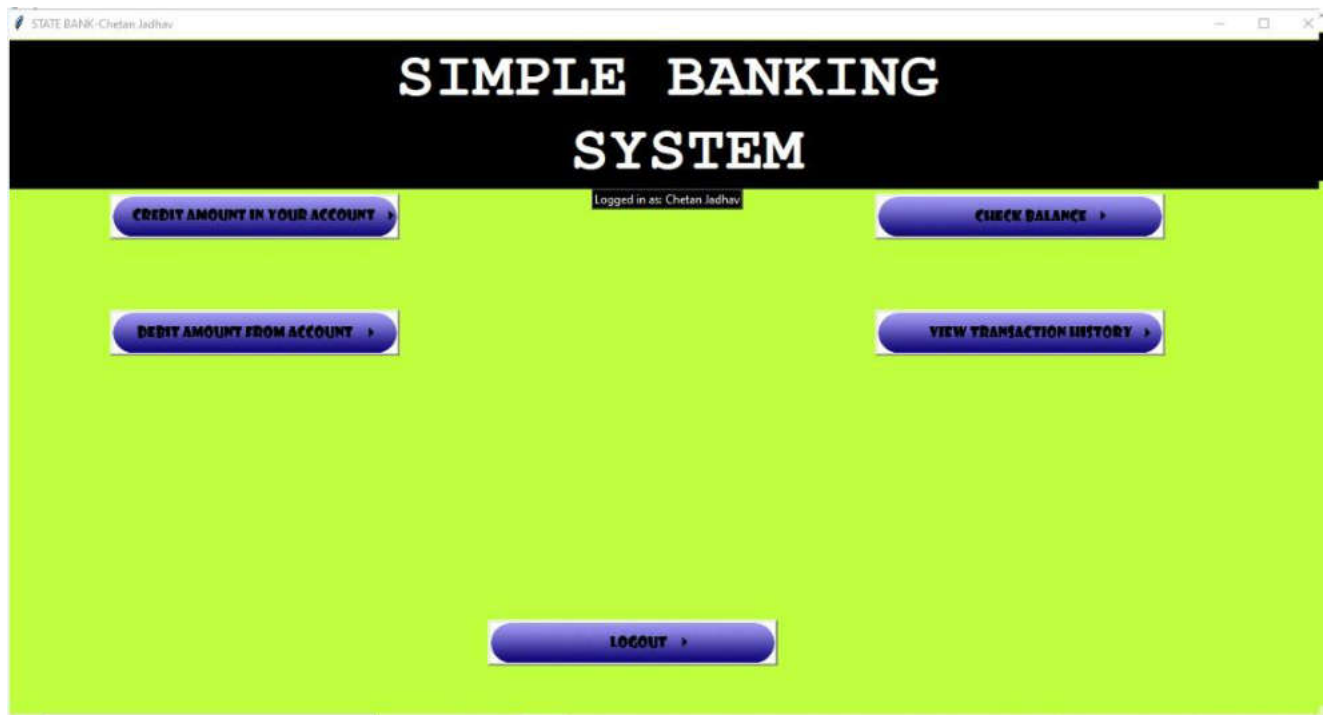 STATE BANK-Chetan Jadhav
SIMPLE BANKING
SYSTEM
Logged in as: Chetan Jadhav
CREDIT AMOUNT IN YOUR ACCOUNT
CHECK BALANCE
DEBIT AMOUNT FROM ACCOUNT
VIEW TRANSACTION HISTORY
LOGOUT